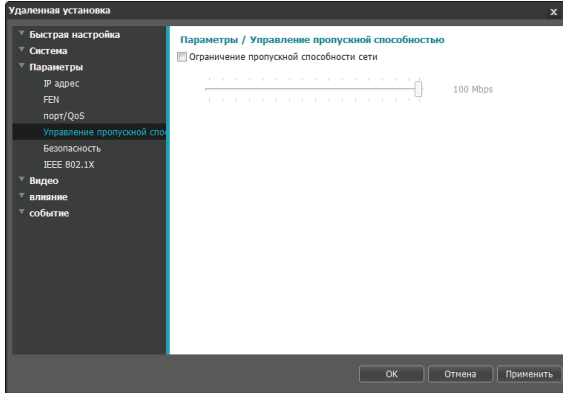 Удаленная установка
x
Быстрая настройка
Система
Параметры
IP адрес
FEN
порт/QoS
Управление пропускной спо
Безопасность
IEEE 802.1X
Видео
влияние
событие
Параметры / Управление пропускной способностью
Ограничение пропускной способности сети
100 Mbps
OK
Отмена
Применить